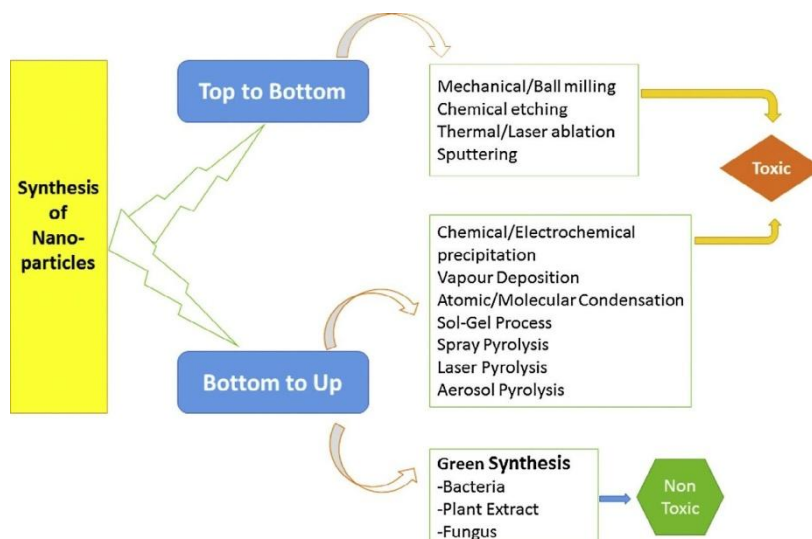 Synthesis
of
Nano-
particles
Top to Bottom
Mechanical/Ball milling
Chemical etching
Thermal/Laser ablation
Sputtering
Toxic
Chemical/Electrochemical
precipitation
Vapour Deposition
Atomic/Molecular Condensation
Sol-Gel Process
Spray Pyrolysis
Laser Pyrolysis
Aerosol Pyrolysis
Bottom to Up
Green Synthesis
-Bacteria
-Plant Extract
-Fungus
Non
Toxic